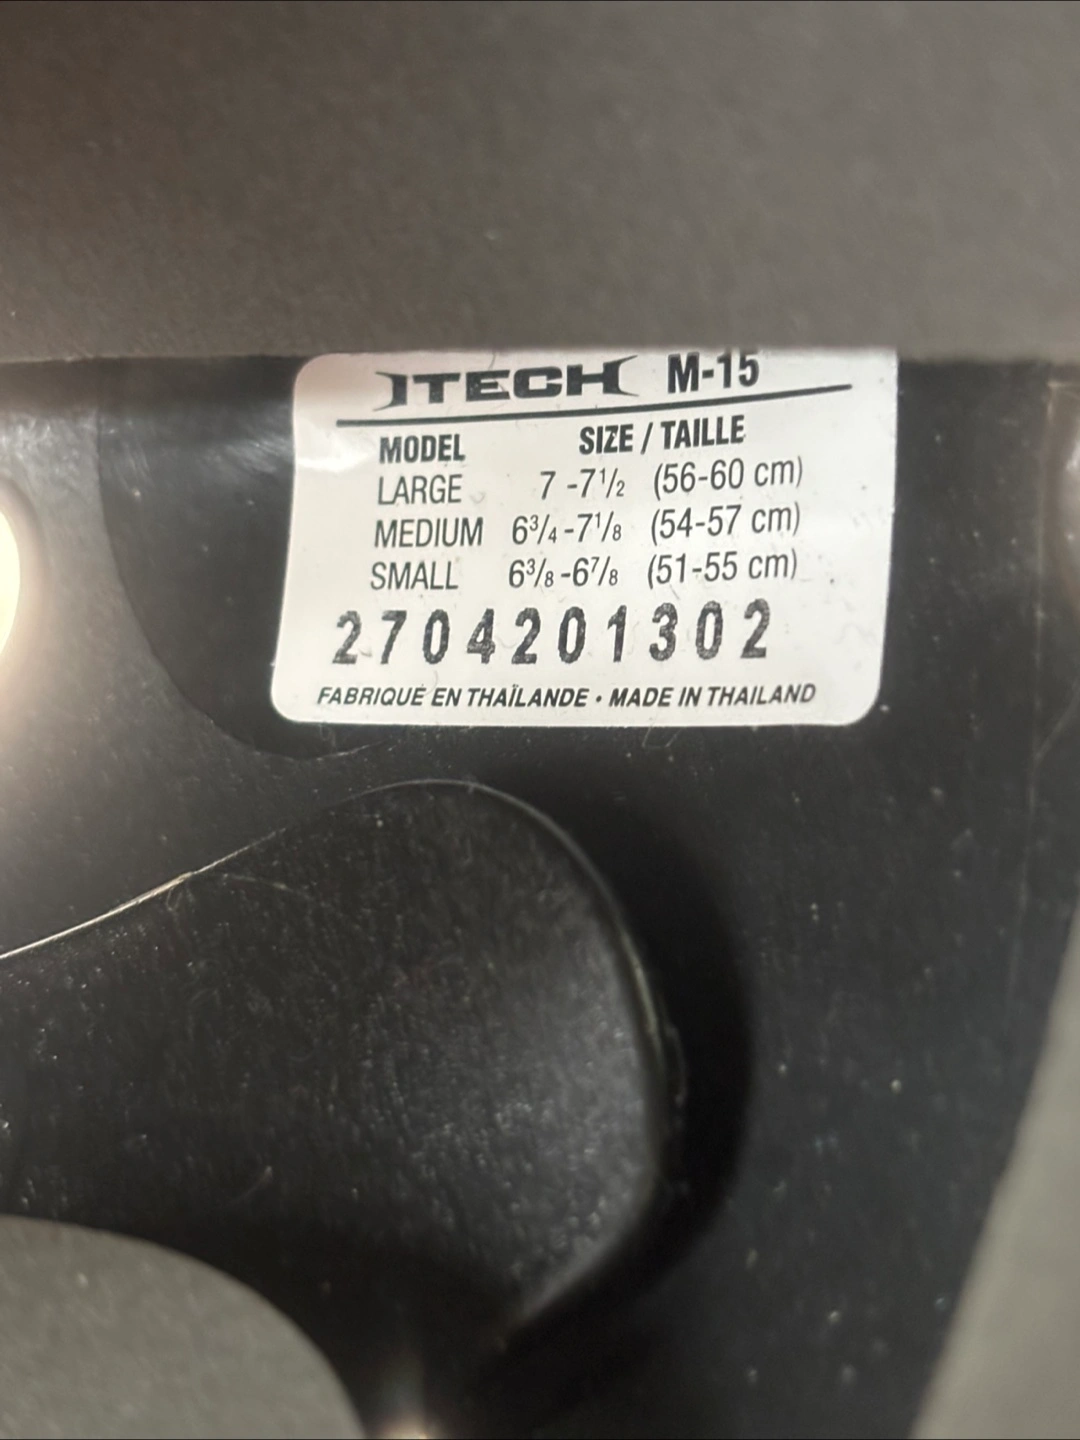 ITECH M-15
MODEL SIZE / TAILLE
LARGE 7 -7½ (56-60 cm)
MEDIUM 6¾-7⅛ (54-57 cm)
SMALL 6⅜-6⅞ (51-55 cm)
2704201302
FABRIQUÉ EN THAÏLANDE • MADE IN THAILAND